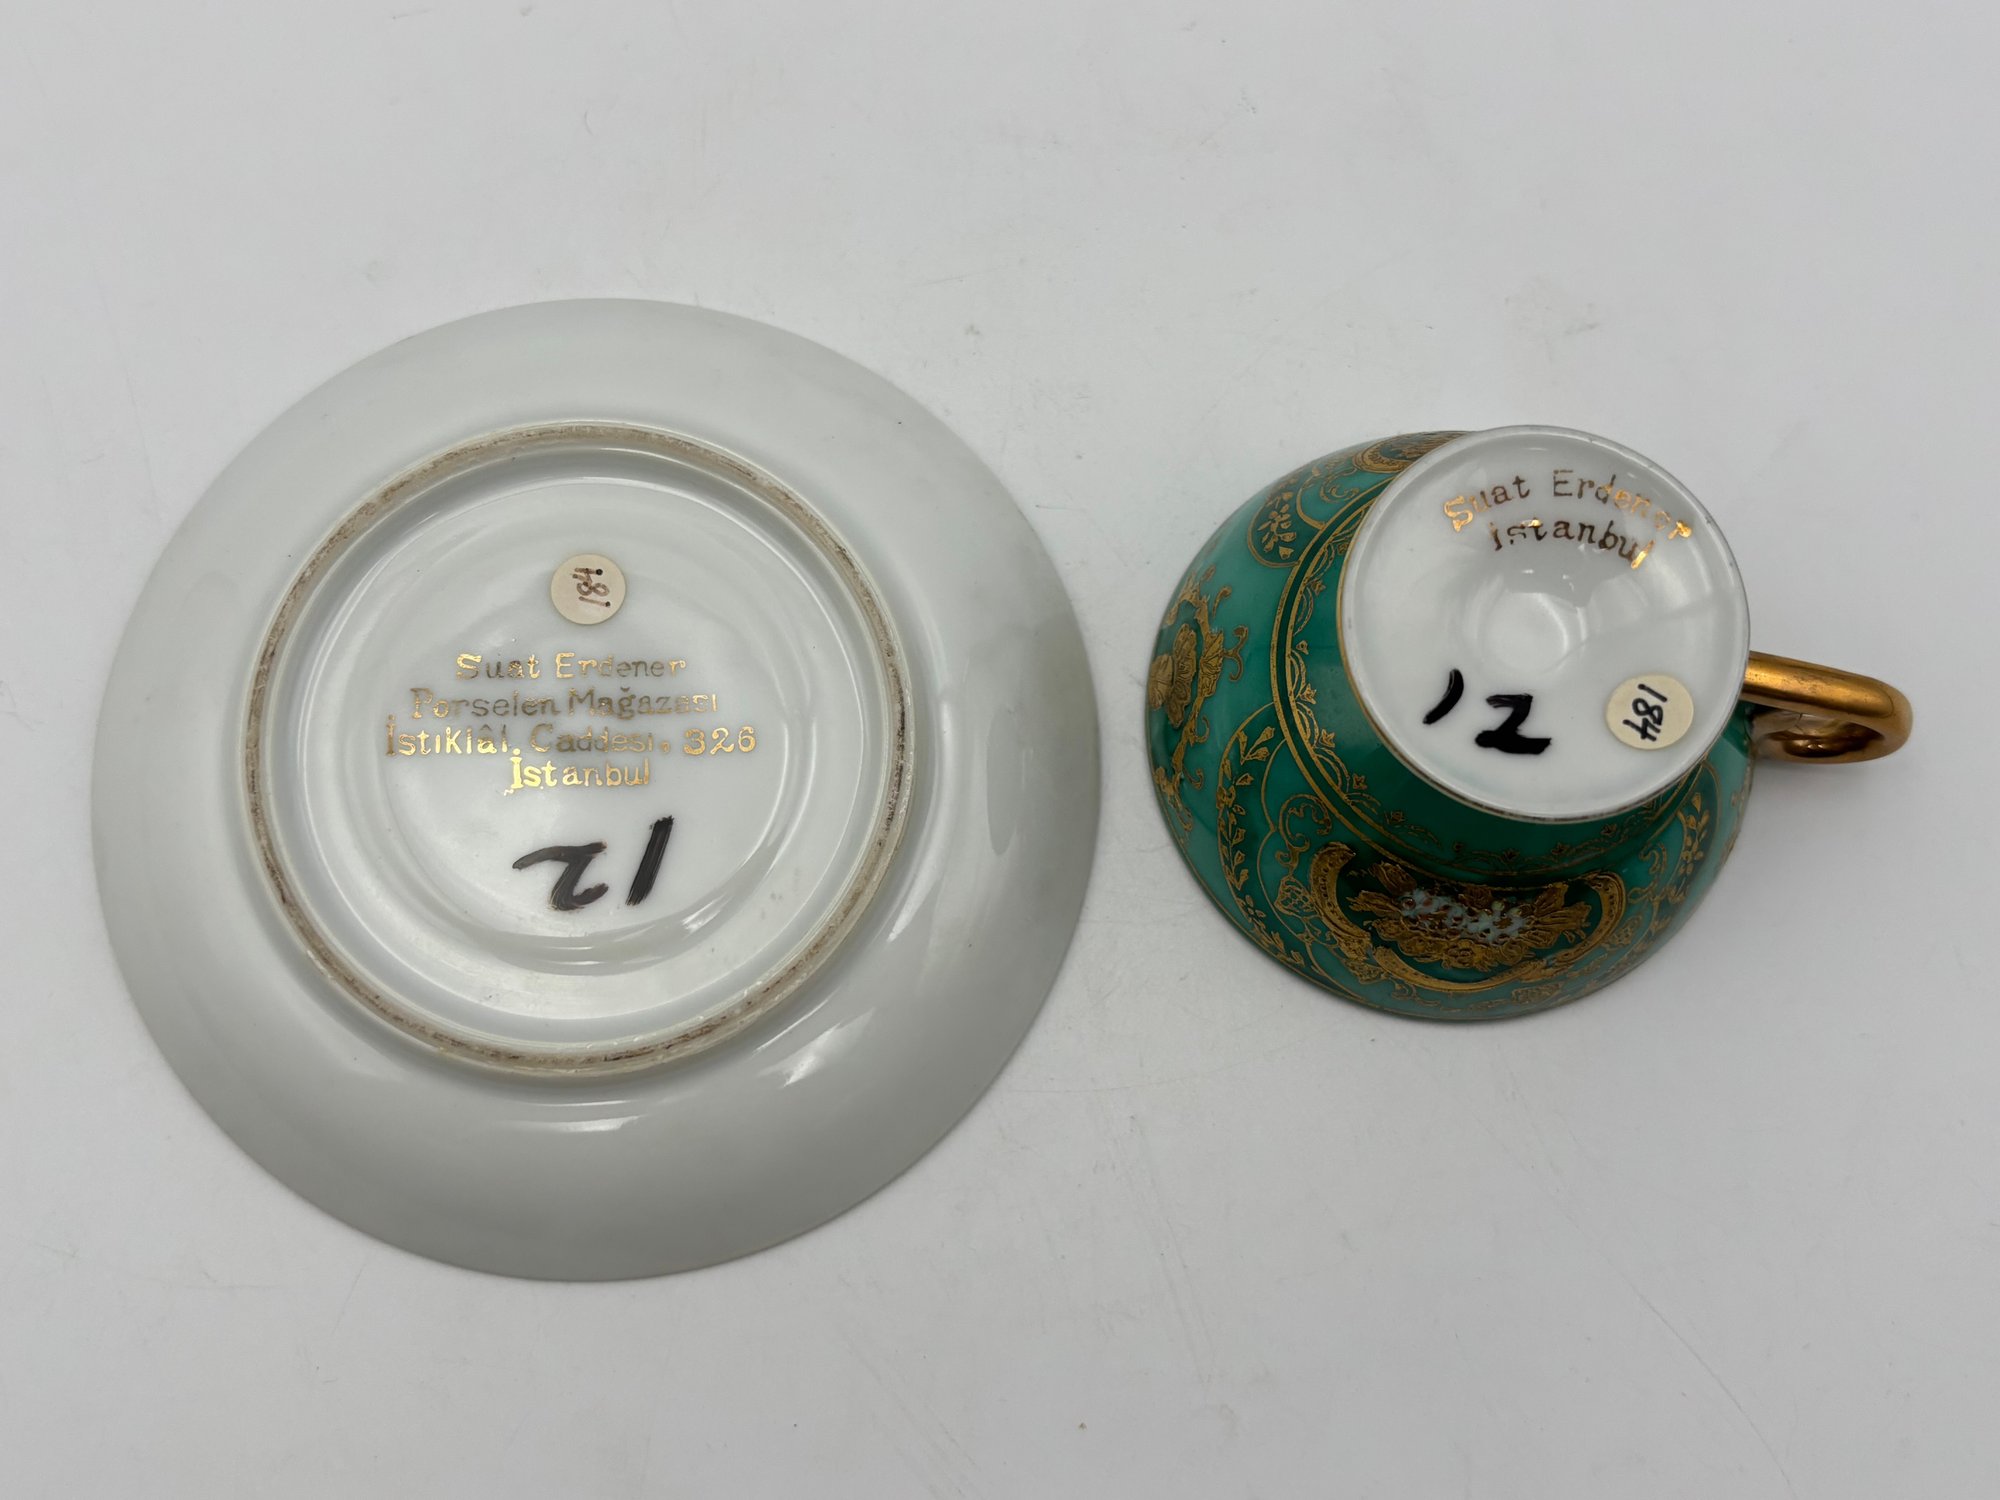 184
Suat Erdener
Porselen Mağazası
İstiklâl. Caddesi, 326
İstanbul
12
Suat Erdener
İstanbul
12
184